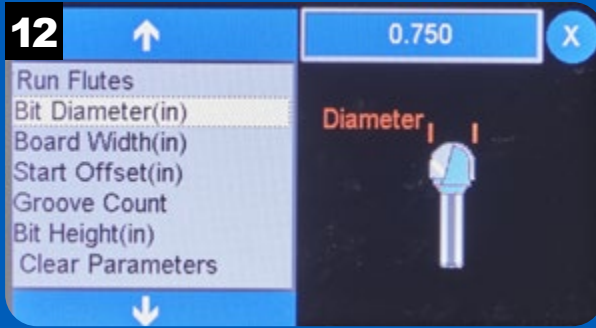 12
0.750
X
Run Flutes
Bit Diameter(in)
Board Width(in)
Start Offset(in)
Groove Count
Bit Height(in)
Clear Parameters
Diameter